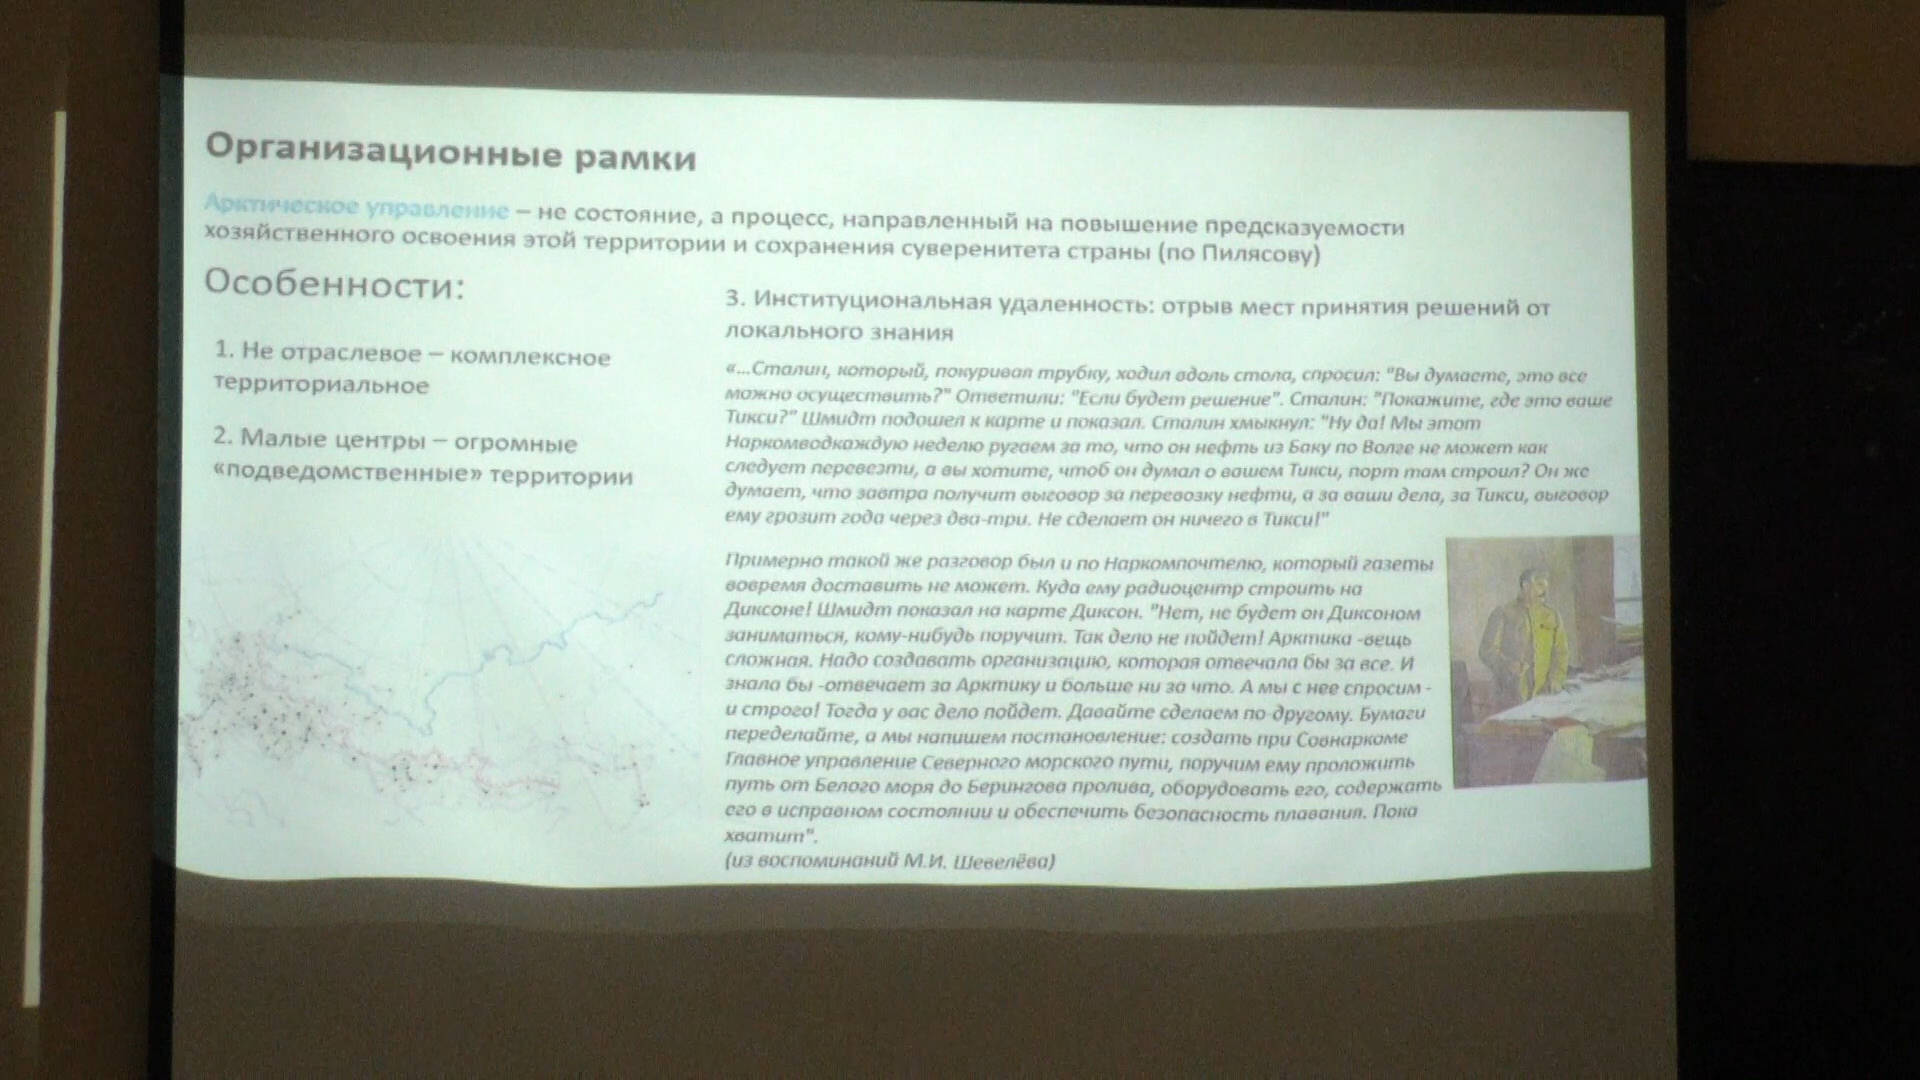 Организационные рамки
Арктическое управление – не состояние, а процесс, направленный на повышение предсказуемости
хозяйственного освоения этой территории и сохранения суверенитета страны (по Пилясову)
Особенности:
1. Не отраслевое – комплексное
территориальное
2. Малые центры – огромные
«подведомственные» территории
3. Институциональная удаленность: отрыв мест принятия решений от
локального знания
«...Сталин, который, покуривая трубку, ходил вдоль стола, спросил: "Вы думаете, это все
можно осуществить?" Ответили: "Если будет решение". Сталин: "Покажите, где это ваше
Тикси?" Шмидт подошел к карте и показал. Сталин хмыкнул: "Ну да! Мы этот
Наркомводкаждую неделю ругаем за то, что он нефть из Баку по Волге не может как
следует перевезти, а вы хотите, чтоб он думал о вашем Тикси, порт там строил? Он же
думает, что завтра получит выговор за перевозку нефти, а за ваши дела, за Тикси, выговор
ему грозит года через два-три. Не сделает он ничего в Тикси!"
Примерно такой же разговор был и по Наркомпочтелю, который газеты
вовремя доставить не может. Куда ему радиоцентр строить на
Диксоне! Шмидт показал на карте Диксон. "Нет, не будет он Диксоном
заниматься, кому-нибудь поручит. Так дело не пойдет! Арктика -вещь
сложная. Надо создавать организацию, которая отвечала бы за все. И
знала бы -отвечает за Арктику и больше ни за что. А мы с нее спросим -
и строго! Тогда у вас дело пойдет. Давайте сделаем по-другому. Бумаги
переделайте, а мы напишем постановление: создать при Совнаркоме
Главное управление Северного морского пути, поручим ему проложить
путь от Белого моря до Берингова пролива, оборудовать его, содержать
его в исправном состоянии и обеспечить безопасность плавания. Пока
хватит".
(из воспоминаний М.И. Шевелёва)